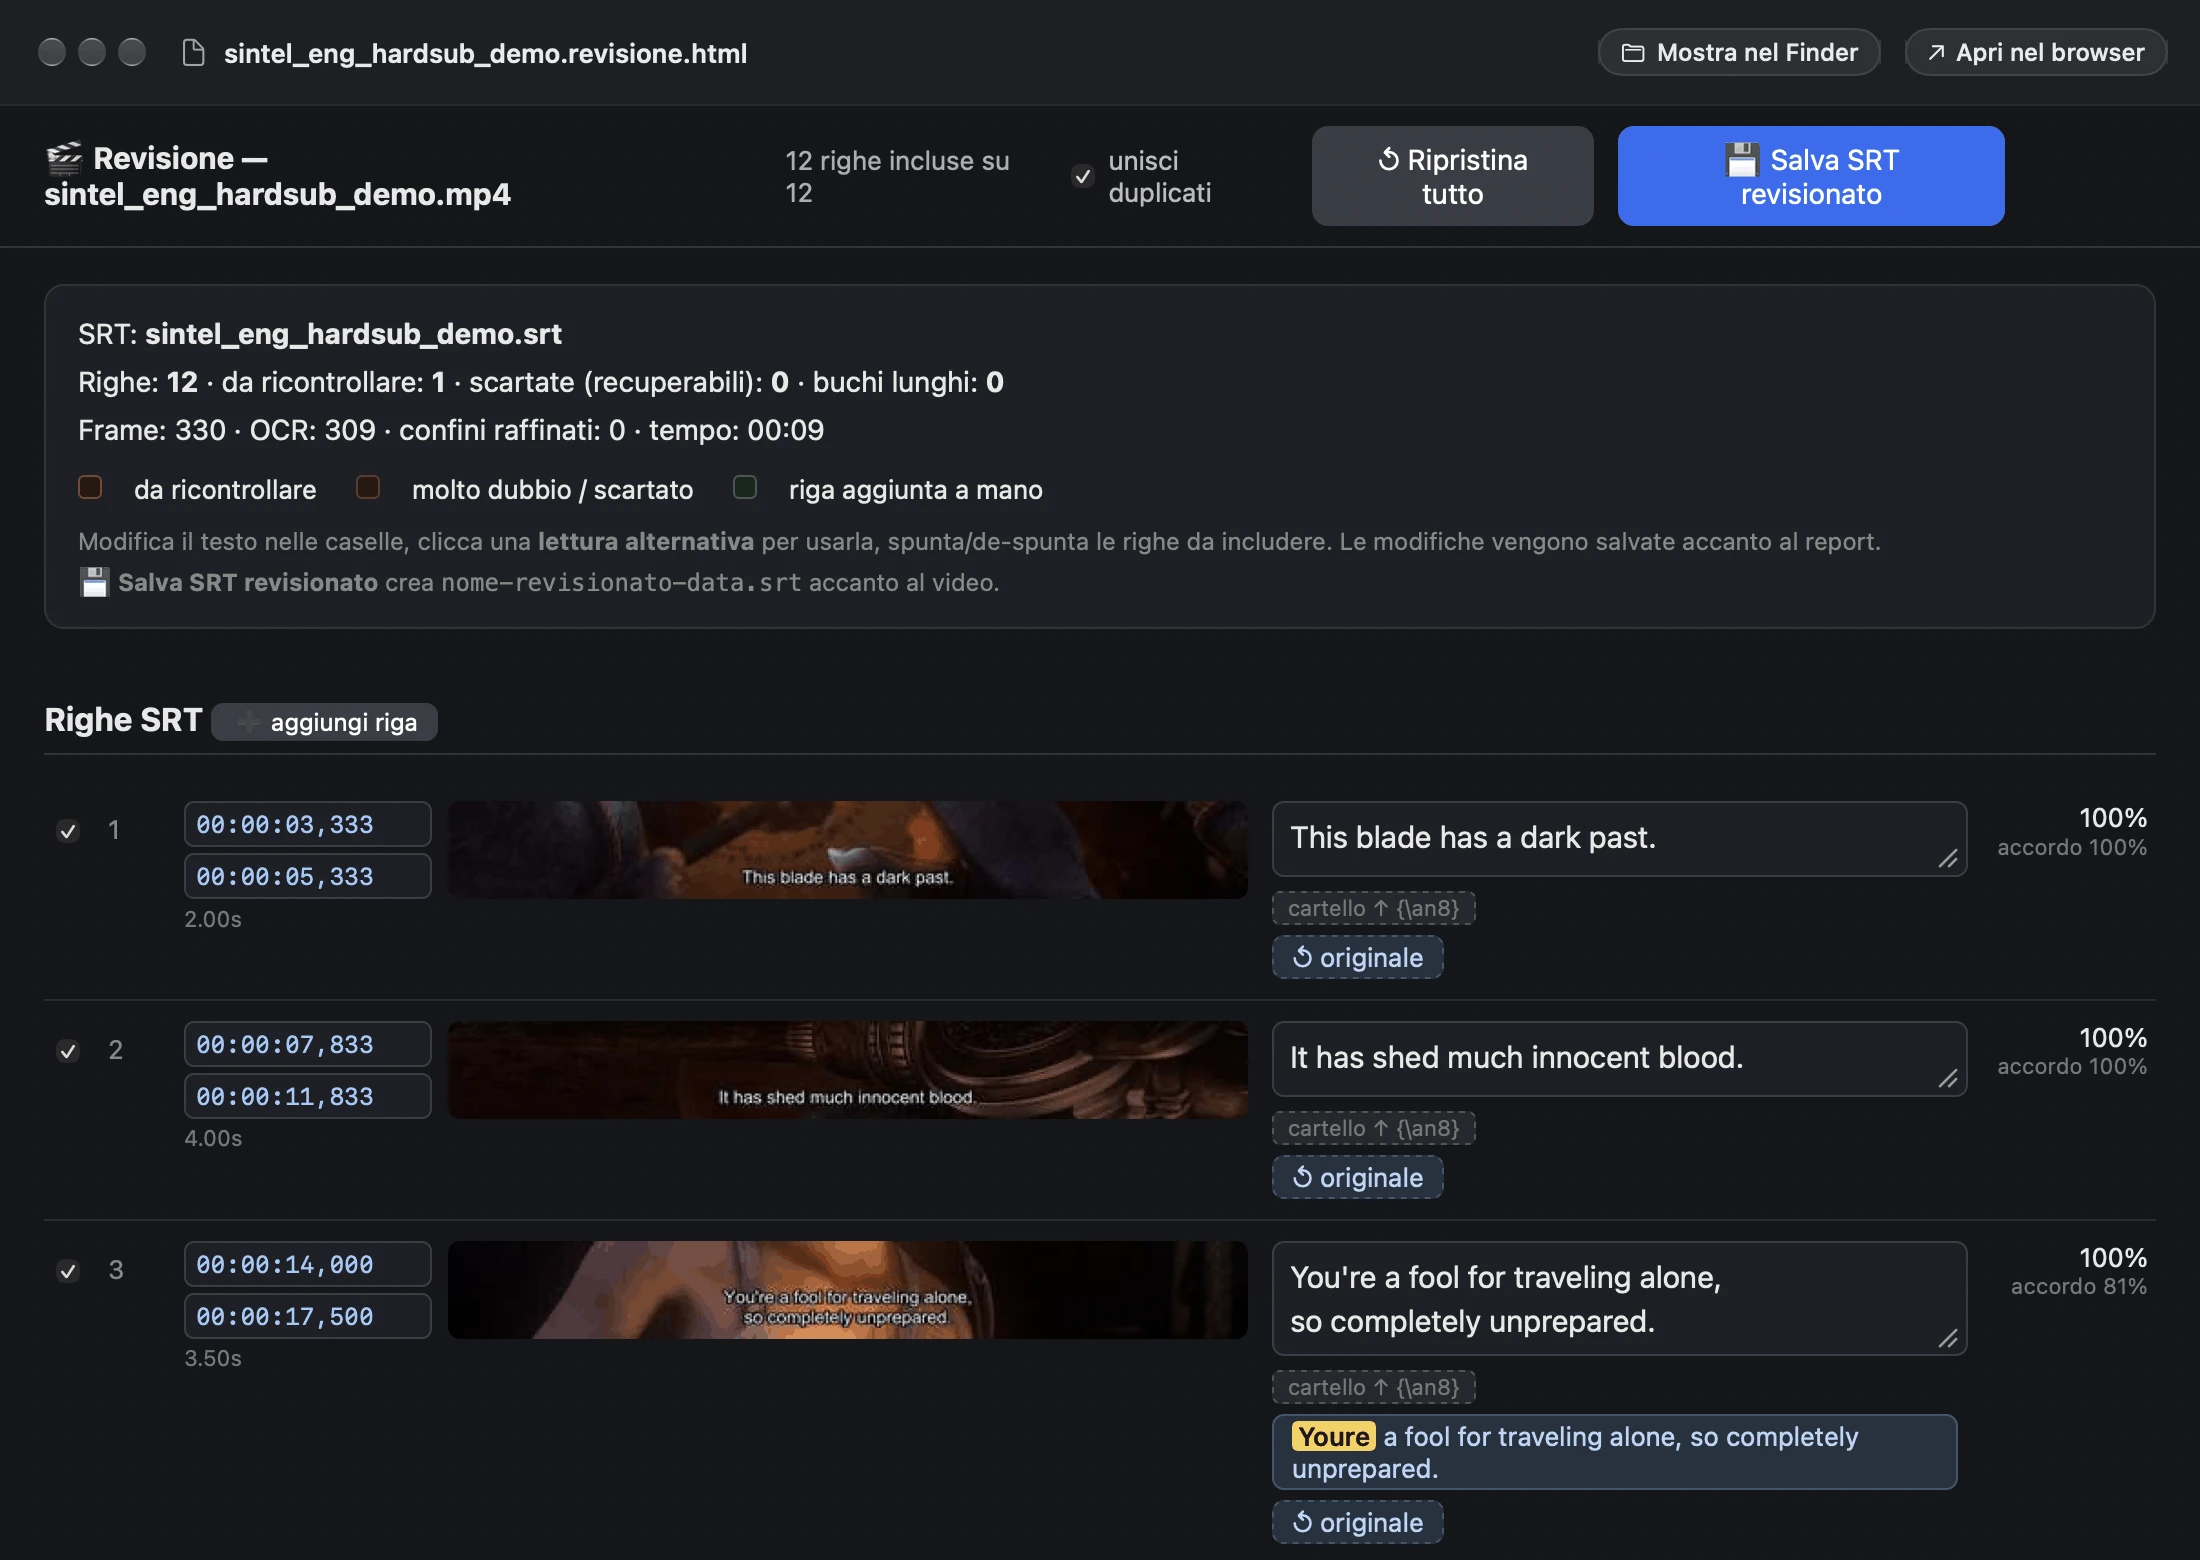 sintel_eng_hardsub_demo.revisione.html
Mostra nel Finder
Apri nel browser
Revisione —
sintel_eng_hardsub_demo.mp4
12 righe incluse su
12
unisci
duplicati
Ripristina
tutto
Salva SRT
revisionato
SRT: sintel_eng_hardsub_demo.srt
Righe: 12 · da ricontrollare: 1 · scartate (recuperabili): 0 · buchi lunghi: 0
Frame: 330 · OCR: 309 · confini raffinati: 0 · tempo: 00:09
da ricontrollare
molto dubbio / scartato
riga aggiunta a mano
Modifica il testo nelle caselle, clicca una lettura alternativa per usarla, spunta/de-spunta le righe da includere. Le modifiche vengono salvate accanto al report.
Salva SRT revisionato crea nome-revisionato-data.srt accanto al video.
Righe SRT
aggiungi riga
1
00:00:03,333
00:00:05,333
2.00s
This blade has a dark past.
This blade has a dark past.
cartello ↑ {\an8}
originale
100%
accordo 100%
2
00:00:07,833
00:00:11,833
4.00s
It has shed much innocent blood.
It has shed much innocent blood.
cartello ↑ {\an8}
originale
100%
accordo 100%
3
00:00:14,000
00:00:17,500
3.50s
You're a fool for traveling alone,
so completely unprepared.
You're a fool for traveling alone,
so completely unprepared.
cartello ↑ {\an8}
Youre a fool for traveling alone, so completely
unprepared.
originale
100%
accordo 81%